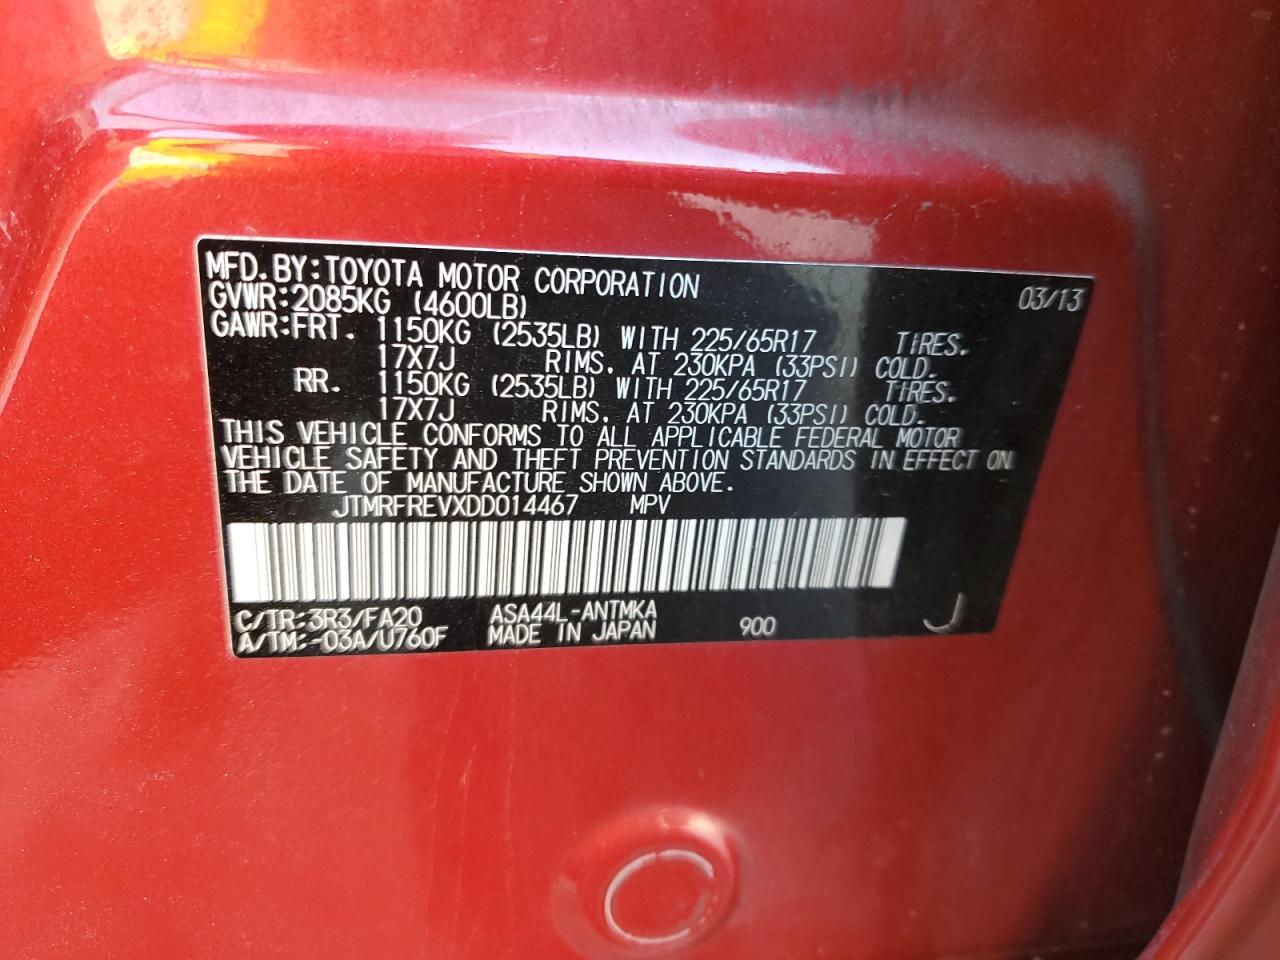 MFD.BY:TOYOTA MOTOR CORPORATION 03/13
GVWR:2085KG (4600LB)
GAWR:FRT. 1150KG (2535LB) WITH 225/65R17 TIRES.
17X7J RIMS. AT 230KPA (33PSI) COLD.
RR. 1150KG (2535LB) WITH 225/65R17 TIRES.
17X7J RIMS. AT 230KPA (33PSI) COLD.
THIS VEHICLE CONFORMS TO ALL APPLICABLE FEDERAL MOTOR
VEHICLE SAFETY AND THEFT PREVENTION STANDARDS IN EFFECT ON
THE DATE OF MANUFACTURE SHOWN ABOVE.
JTMRFREVXDD014467 MPV
C/TR:3R3/FA20 ASA44L-ANTMKA
A/TM:-03A/U760F MADE IN JAPAN 900 J